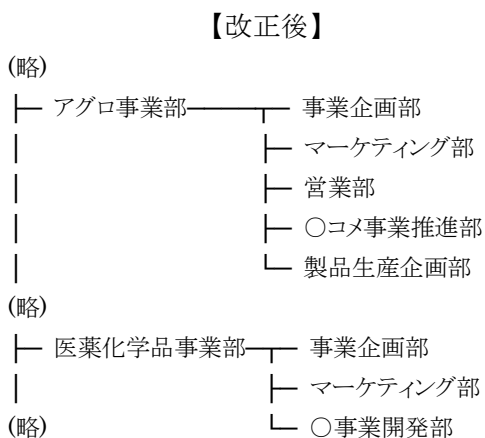 【改正後】
(略)
├─ アグロ事業部─────┬─ 事業企画部
│ ├─ マーケティング部
│ ├─ 営業部
│ ├─ ○コメ事業推進部
│ └─ 製品生産企画部
(略)
├─ 医薬化学品事業部─┬─ 事業企画部
│ ├─ マーケティング部
(略) └─ ○事業開発部